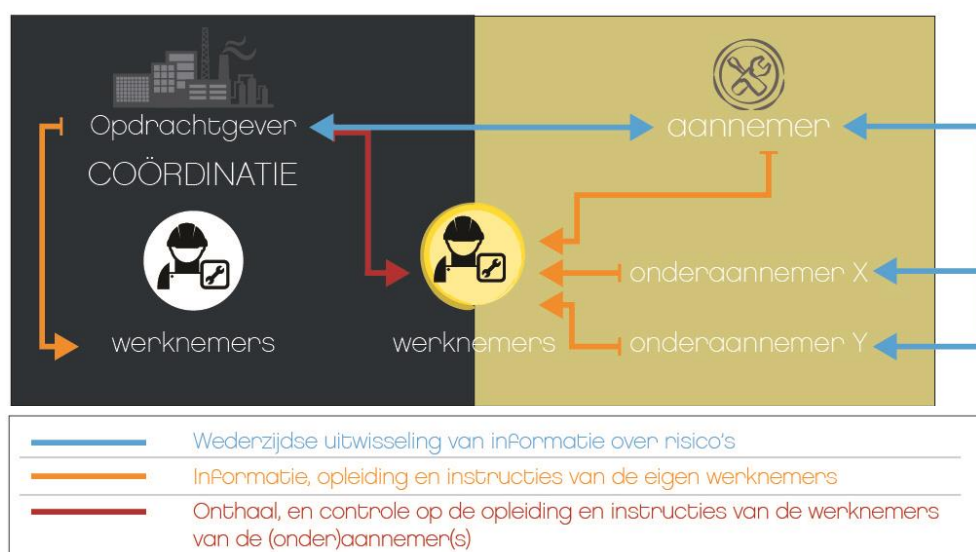 Opdrachtgever
aannemer
COÖRDINATIE
onderaannemer X
werknemers
werknemers
onderaannemer Y
Wederzijdse uitwisseling van informatie over risico's
Informatie, opleiding en instructies van de eigen werknemers
Onthaal, en controle op de opleiding en instructies van de werknemers
van de (onder)aannemer(s)